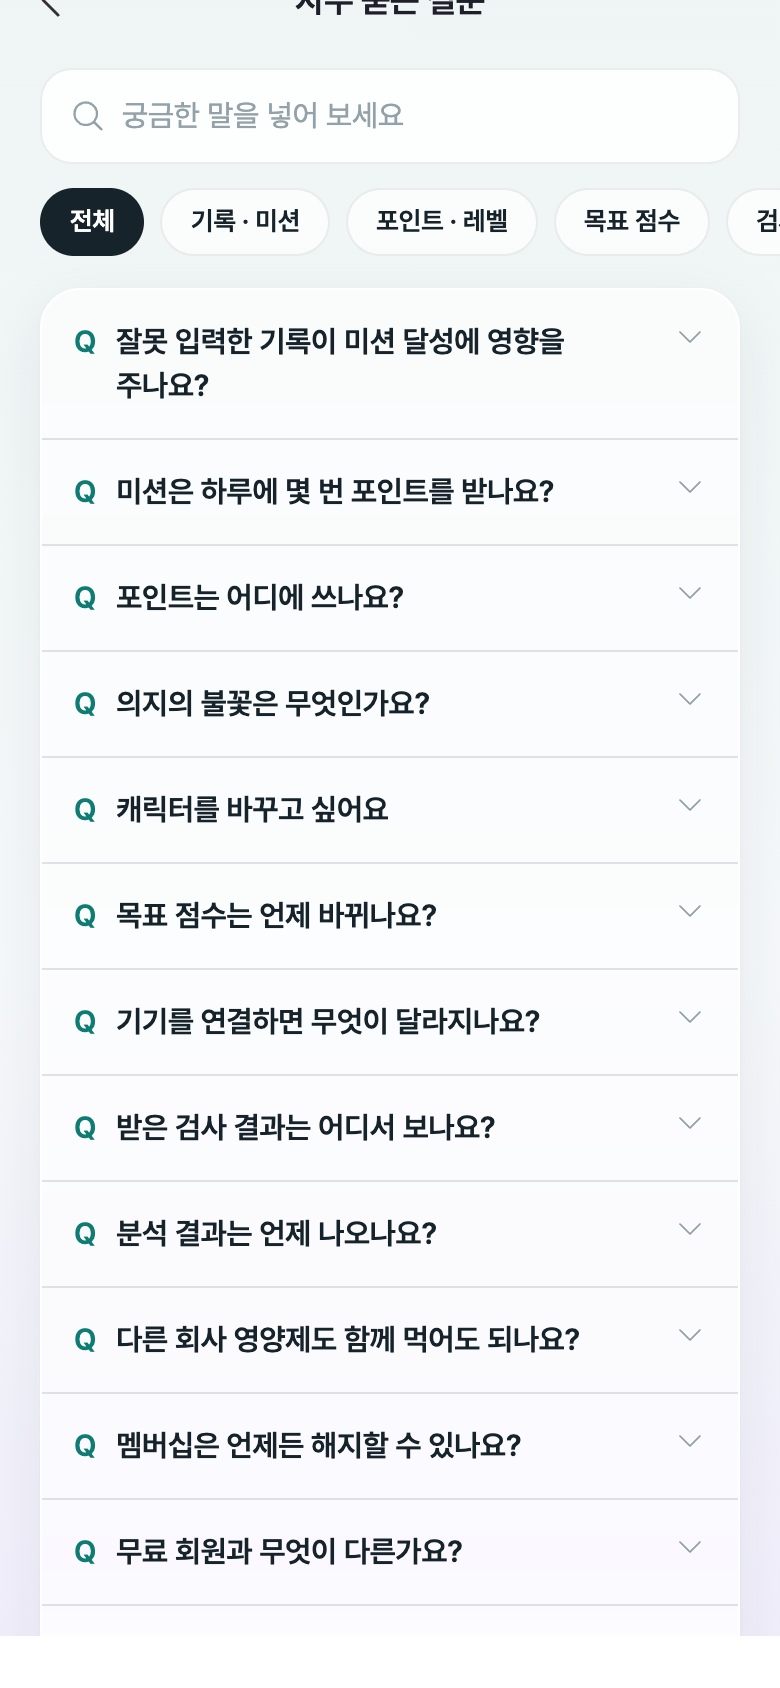 자주 묻는 질문
궁금한 말을 넣어 보세요
전체 기록 · 미션 포인트 · 레벨 목표 점수
Q 잘못 입력한 기록이 미션 달성에 영향을
주나요?
Q 미션은 하루에 몇 번 포인트를 받나요?
Q 포인트는 어디에 쓰나요?
Q 의지의 불꽃은 무엇인가요?
Q 캐릭터를 바꾸고 싶어요
Q 목표 점수는 언제 바뀌나요?
Q 기기를 연결하면 무엇이 달라지나요?
Q 받은 검사 결과는 어디서 보나요?
Q 분석 결과는 언제 나오나요?
Q 다른 회사 영양제도 함께 먹어도 되나요?
Q 멤버십은 언제든 해지할 수 있나요?
Q 무료 회원과 무엇이 다른가요?